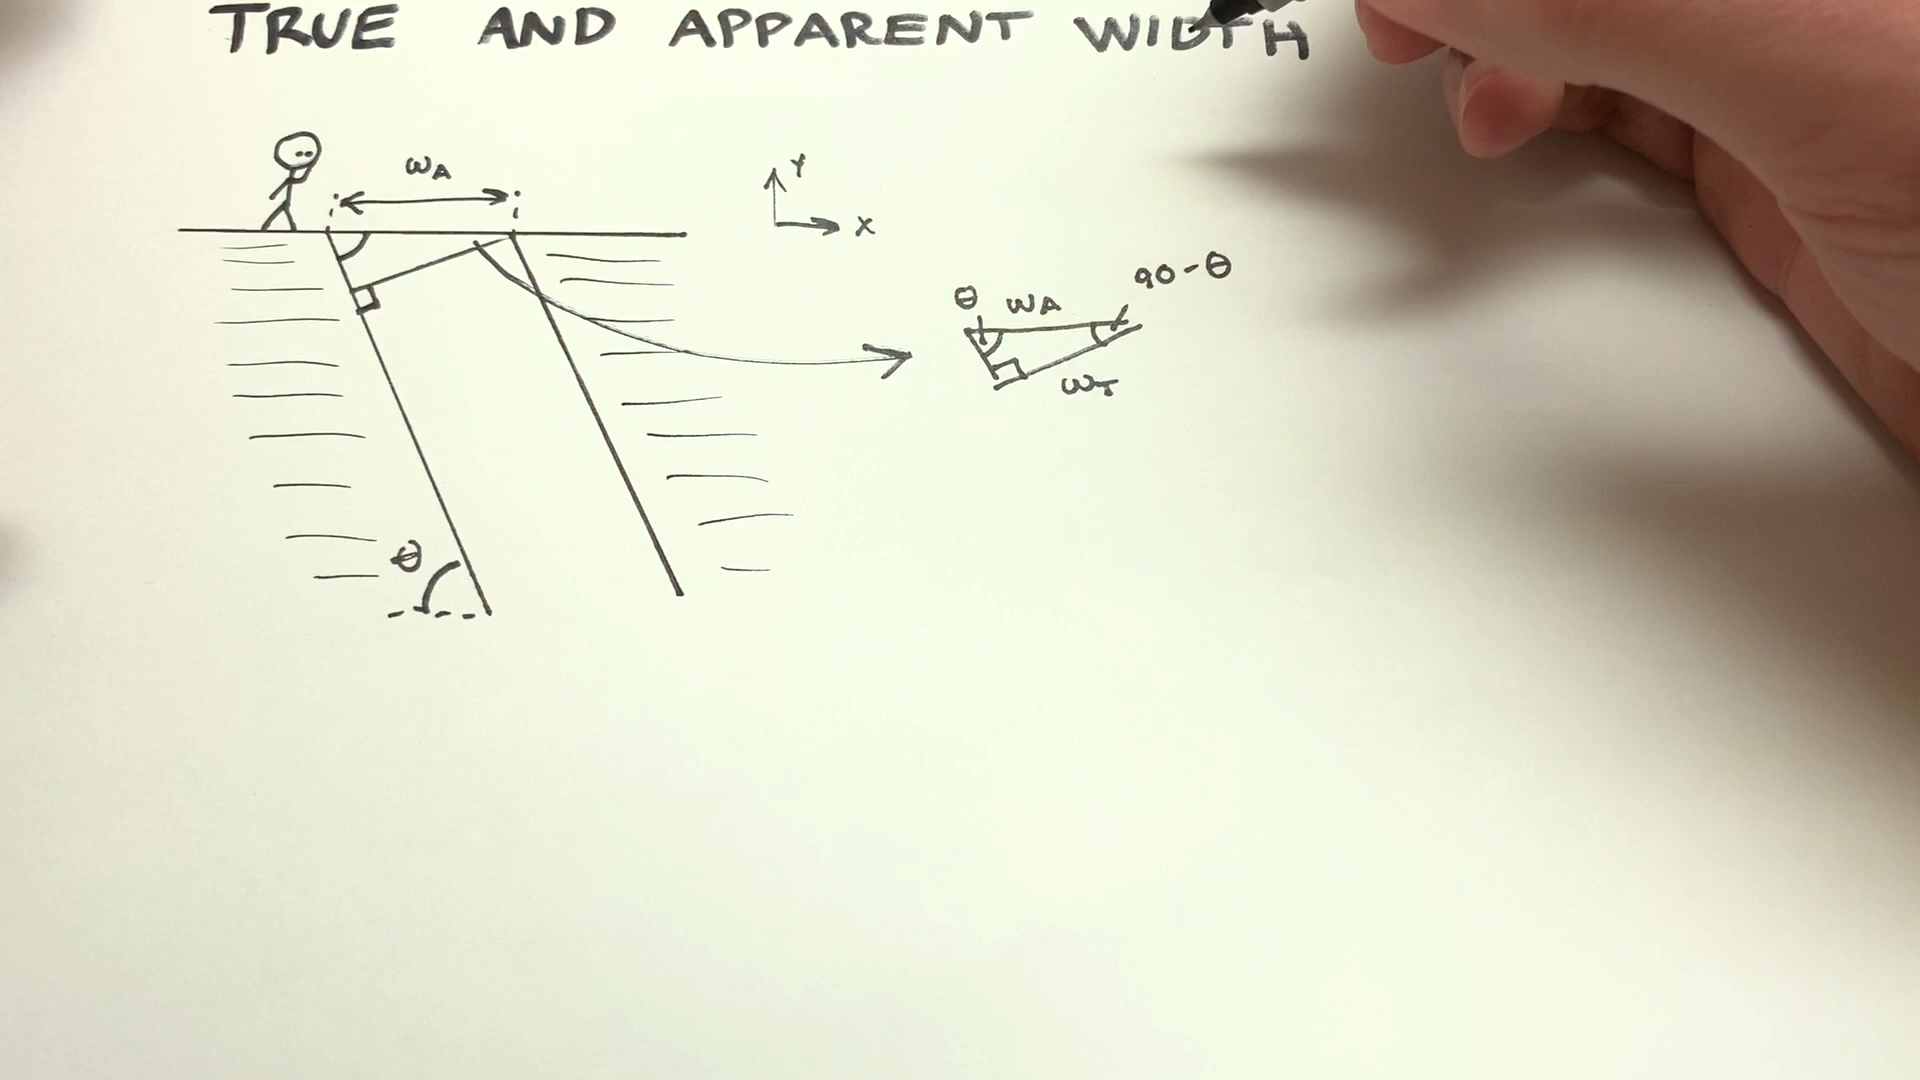 TRUE AND APPARENT WIDTH
WA
Y
X
90-θ
θ WA
WT
θ